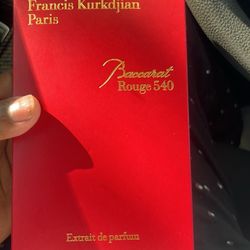 Francis Kurkdjian
Paris
Baccarat
Rouge 540
Extrait de parfum